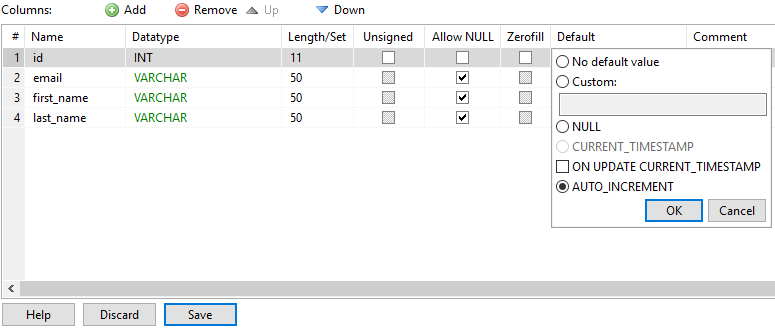 Columns: Add Remove Up Down
# Name Datatype Length/Set Unsigned Allow NULL Zerofill Default Comment
1 id INT 11
2 email VARCHAR 50
3 first_name VARCHAR 50
4 last_name VARCHAR 50
No default value
Custom:
NULL
CURRENT_TIMESTAMP
ON UPDATE CURRENT_TIMESTAMP
AUTO_INCREMENT
OK Cancel
Help Discard Save